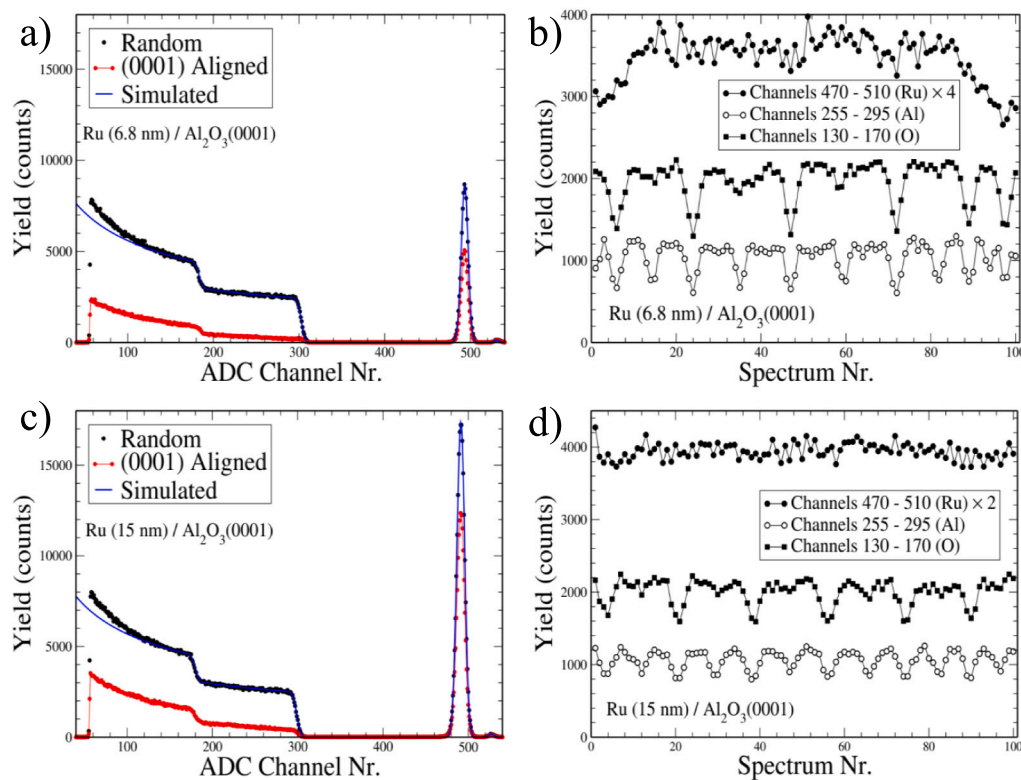 a)
Random
(0001) Aligned
Simulated
Ru (6.8 nm) / Al₂O₃(0001)
Yield (counts)
0
5000
10000
15000
100
200
300
400
500
ADC Channel Nr.
b)
Channels 470 - 510 (Ru) × 4
Channels 255 - 295 (Al)
Channels 130 - 170 (O)
Ru (6.8 nm) / Al₂O₃(0001)
Yield (counts)
0
1000
2000
3000
4000
0
20
40
60
80
100
Spectrum Nr.
c)
Random
(0001) Aligned
Simulated
Ru (15 nm) / Al₂O₃(0001)
Yield (counts)
0
5000
10000
15000
100
200
300
400
500
ADC Channel Nr.
d)
Channels 470 - 510 (Ru) × 2
Channels 255 - 295 (Al)
Channels 130 - 170 (O)
Ru (15 nm) / Al₂O₃(0001)
Yield (counts)
0
1000
2000
3000
4000
0
20
40
60
80
100
Spectrum Nr.